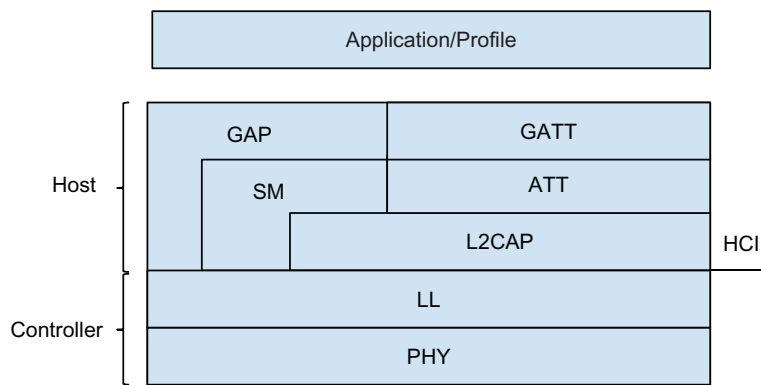 Application/Profile
GAP
GATT
Host
SM
ATT
L2CAP
HCI
LL
Controller
PHY